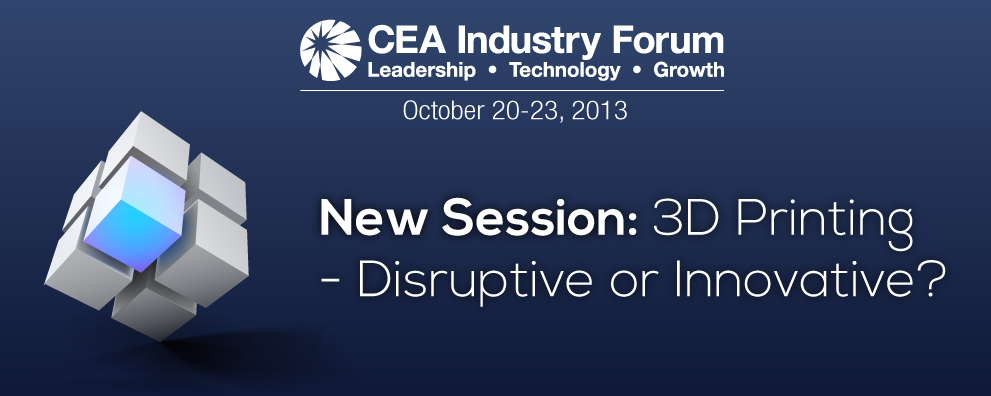 CEA Industry Forum
Leadership • Technology • Growth
October 20-23, 2013
New Session: 3D Printing
- Disruptive or Innovative?